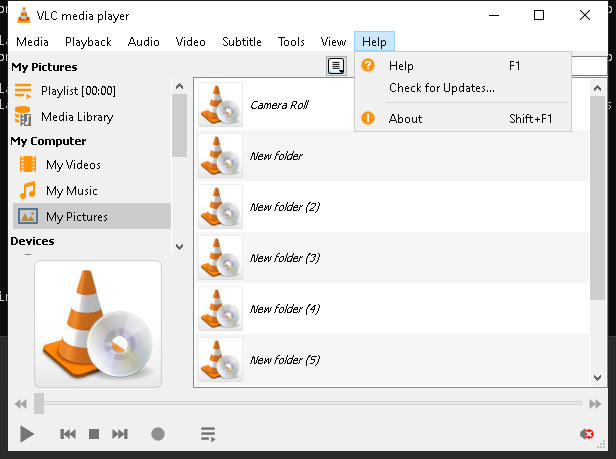 VLC media player
Media Playback Audio Video Subtitle Tools View Help
My Pictures
Playlist [00:00]
Media Library
My Computer
My Videos
My Music
My Pictures
Devices
Help F1
Check for Updates...
About Shift+F1
Camera Roll
New folder
New folder (2)
New folder (3)
New folder (4)
New folder (5)